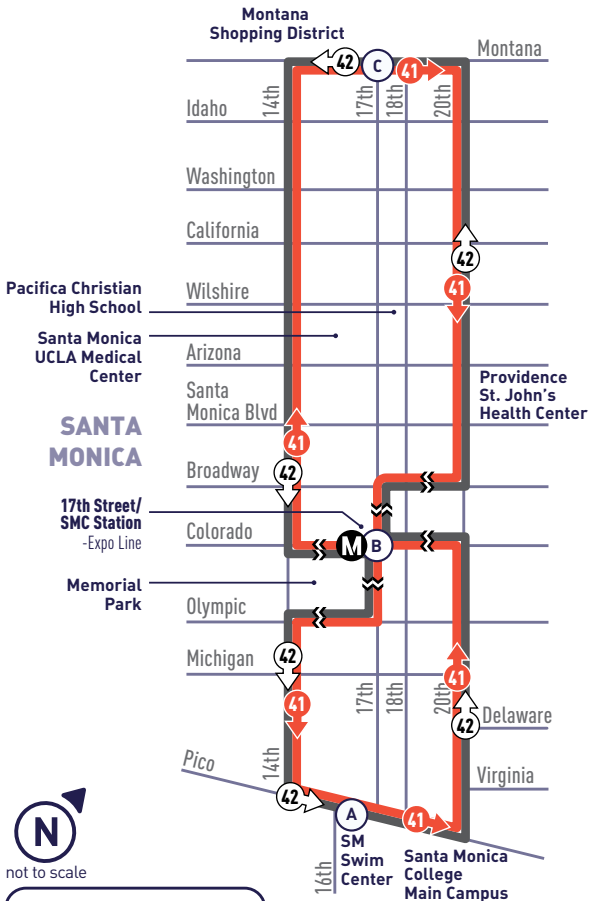 Montana
Shopping District
Montana
42
C
41
14th
17th
18th
20th
Idaho
Washington
California
42
Pacifica Christian
High School
Wilshire
41
Santa Monica
UCLA Medical
Center
Arizona
Providence
St. John's
Health Center
Santa
Monica Blvd
SANTA
MONICA
41
Broadway
42
17th Street/
SMC Station
-Expo Line
Colorado
M
B
Memorial
Park
Olympic
Michigan
42
41
41
17th
18th
20th
42
Delaware
14th
Pico
Virginia
42
A
41
N
not to scale
16th
SM
Swim
Center
Santa Monica
College
Main Campus